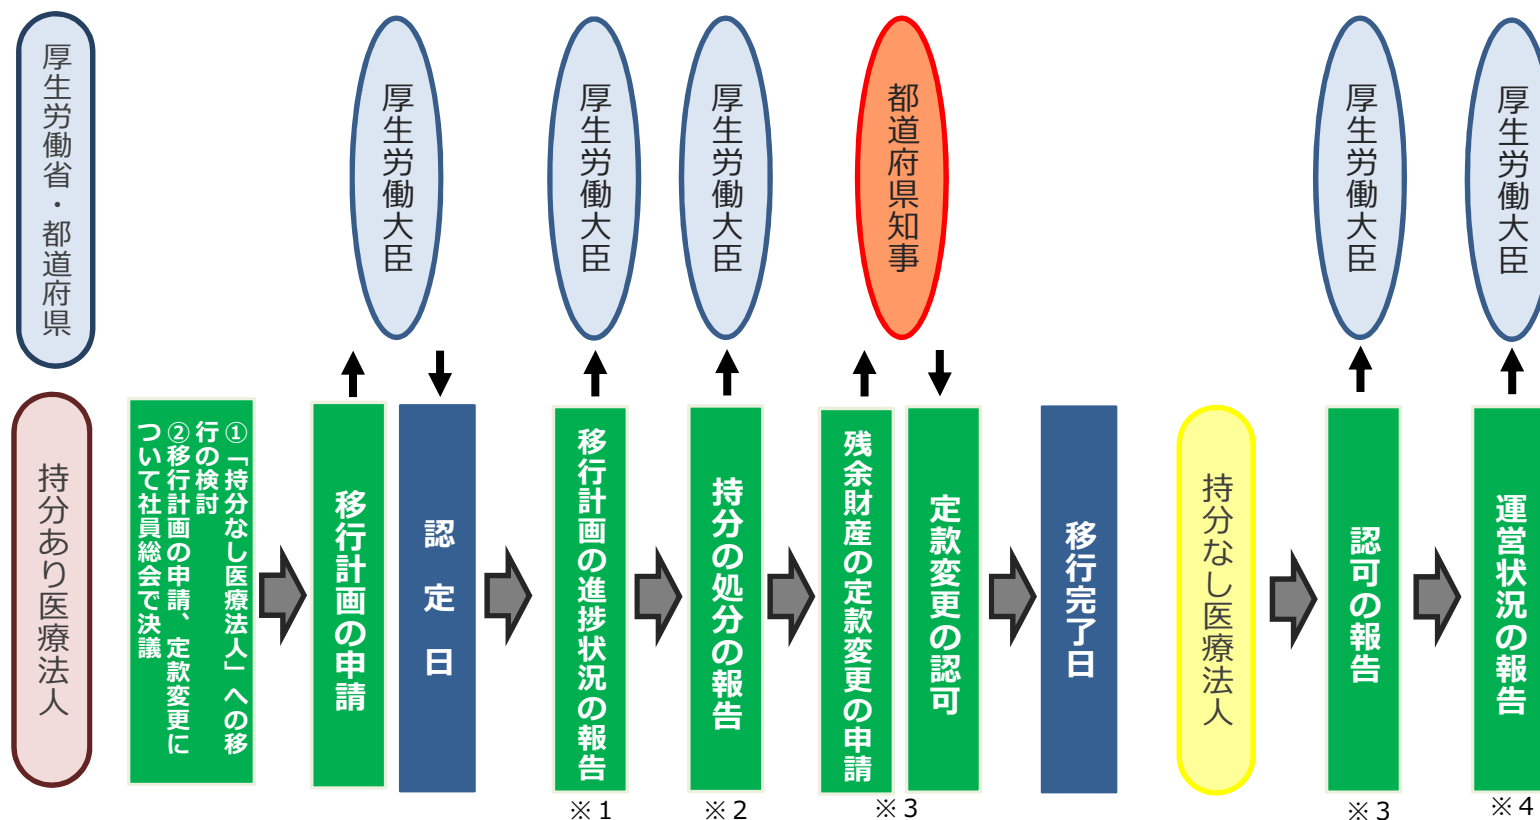 厚生労働省・都道府県
厚生労働大臣
厚生労働大臣
厚生労働大臣
都道府県知事
厚生労働大臣
厚生労働大臣
持分あり医療法人
①「持分なし医療法人」への移
行の検討
②移行計画の申請、定款変更に
ついて社員総会で決議
移行計画の申請
認定日
移行計画の進捗状況の報告
※1
持分の処分の報告
※2
残余財産の定款変更の申請
定款変更の認可
※3
移行完了日
持分なし医療法人
認可の報告
※3
運営状況の報告
※4